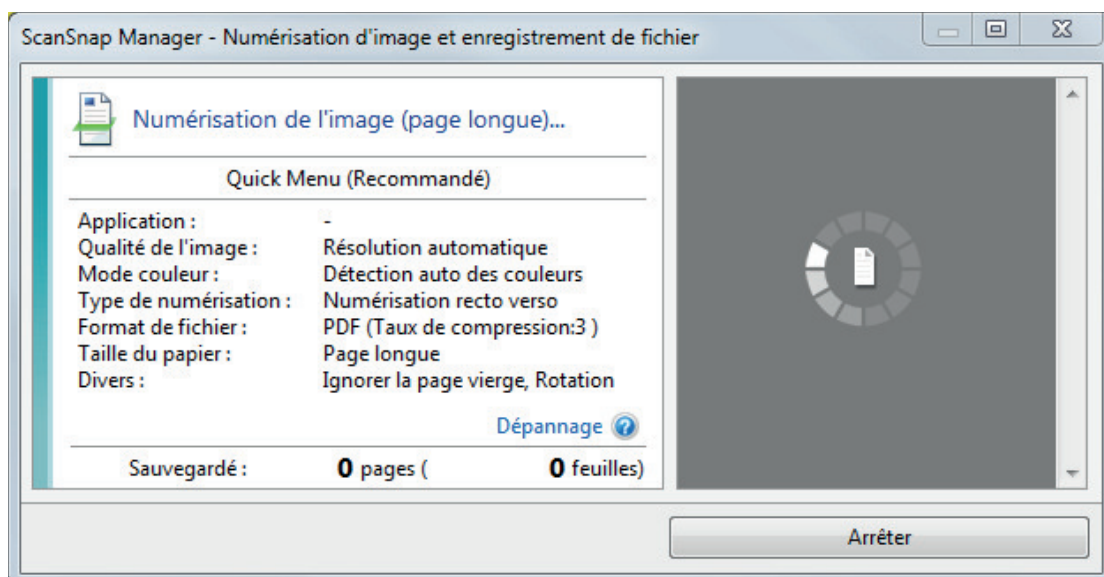 ScanSnap Manager - Numérisation d'image et enregistrement de fichier
Numérisation de l'image (page longue)...
Quick Menu (Recommandé)
Application : -
Qualité de l'image : Résolution automatique
Mode couleur : Détection auto des couleurs
Type de numérisation : Numérisation recto verso
Format de fichier : PDF (Taux de compression:3 )
Taille du papier : Page longue
Divers : Ignorer la page vierge, Rotation
Dépannage
Sauvegardé : 0 pages ( 0 feuilles)
Arrêter